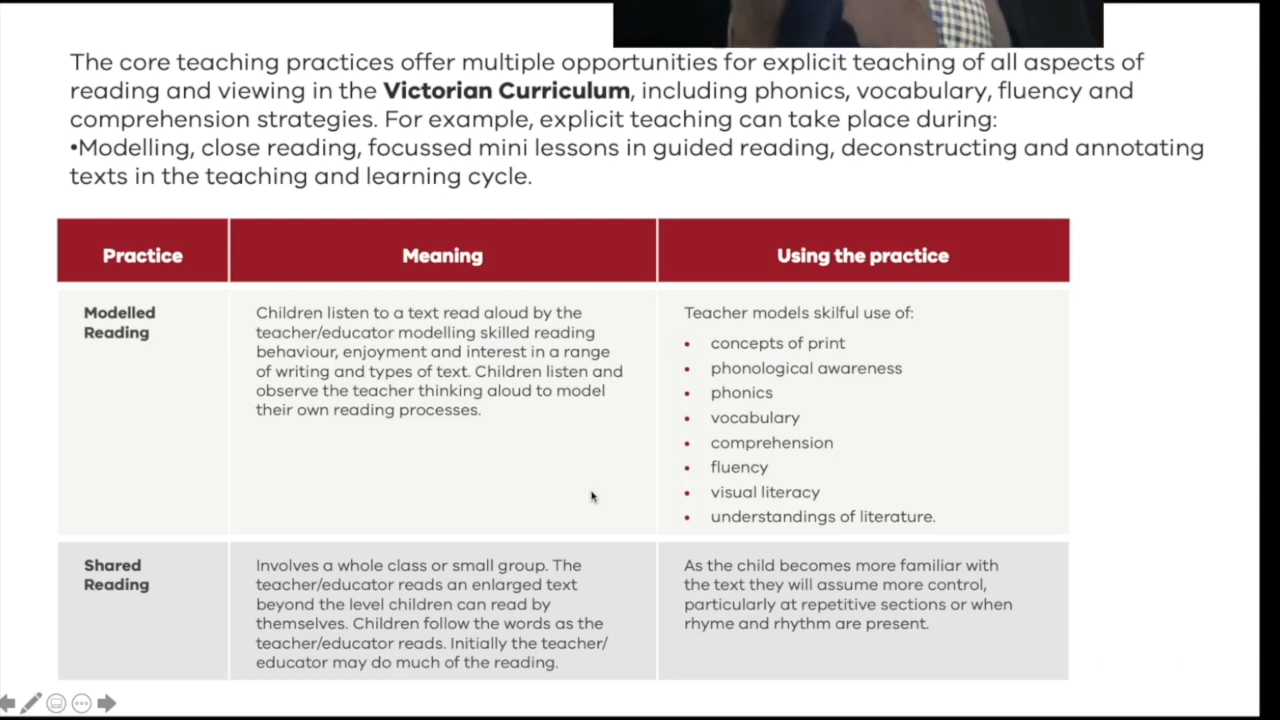 The core teaching practices offer multiple opportunities for explicit teaching of all aspects of
reading and viewing in the Victorian Curriculum, including phonics, vocabulary, fluency and
comprehension strategies. For example, explicit teaching can take place during:
•Modelling, close reading, focussed mini lessons in guided reading, deconstructing and annotating
texts in the teaching and learning cycle.
Practice
Meaning
Using the practice
Modelled
Reading
Children listen to a text read aloud by the
teacher/educator modelling skilled reading
behaviour, enjoyment and interest in a range
of writing and types of text. Children listen and
observe the teacher thinking aloud to model
their own reading processes.
Teacher models skilful use of:
• concepts of print
• phonological awareness
• phonics
• vocabulary
• comprehension
• fluency
• visual literacy
• understandings of literature.
Shared
Reading
Involves a whole class or small group. The
teacher/educator reads an enlarged text
beyond the level children can read by
themselves. Children follow the words as the
teacher/educator reads. Initially the teacher/
educator may do much of the reading.
As the child becomes more familiar with
the text they will assume more control,
particularly at repetitive sections or when
rhyme and rhythm are present.